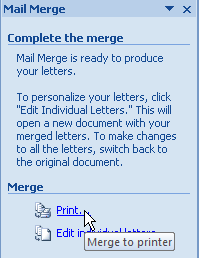 Mail Merge
Complete the merge
Mail Merge is ready to produce
your letters.
To personalize your letters, click
"Edit Individual Letters." This will
open a new document with your
merged letters. To make changes
to all the letters, switch back to
the original document.
Merge
Print...
Edit individual letters
Merge to printer